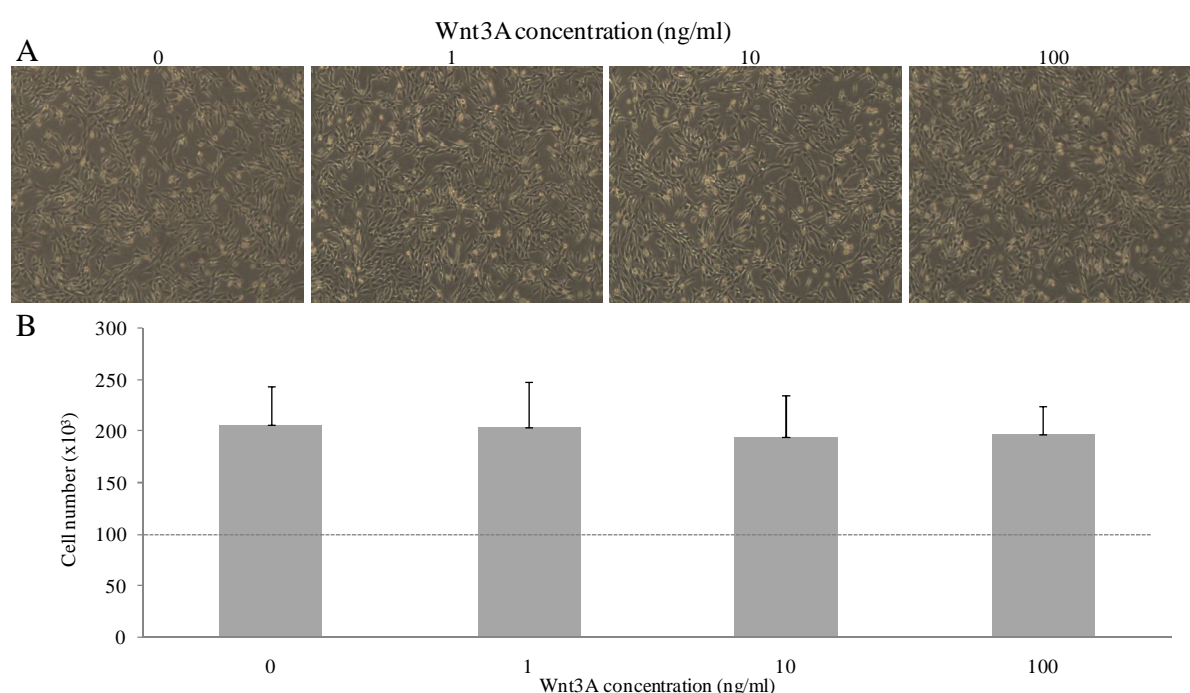 Wnt3A concentration (ng/ml)
A
0 1 10 100
B
300
250
200
150
100
50
0
Cell number (x10³)
0 1 10 100
Wnt3A concentration (ng/ml)